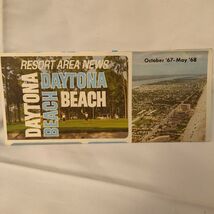 RESORT AREA NEWS
DAYTONA
BEACH
DAYTONA
BEACH
October '67-May '68